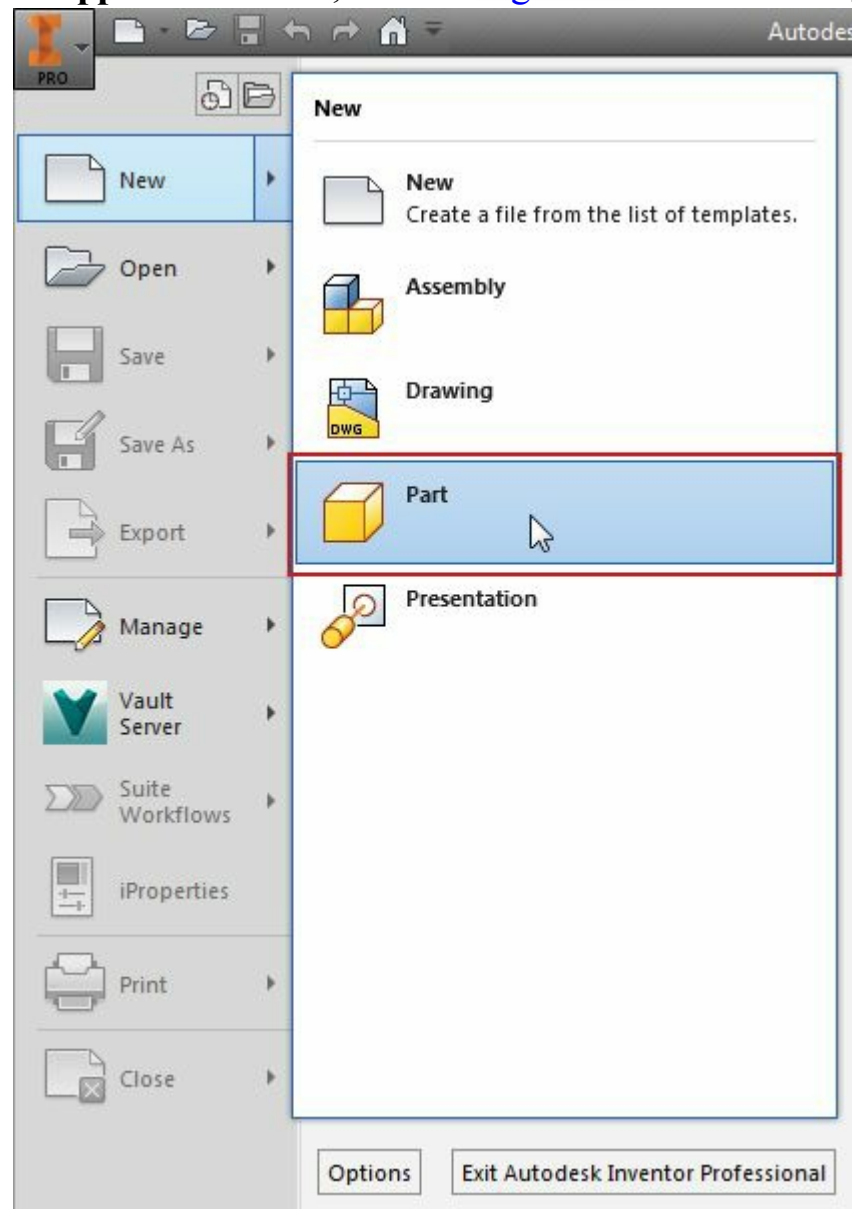 Autodes
PRO
New
New
New
Create a file from the list of templates.
Open
Assembly
Save
Drawing
DWG
Save As
Part
Export
Presentation
Manage
Vault
Server
Suite
Workflows
iProperties
Print
Close
Options
Exit Autodesk Inventor Professional